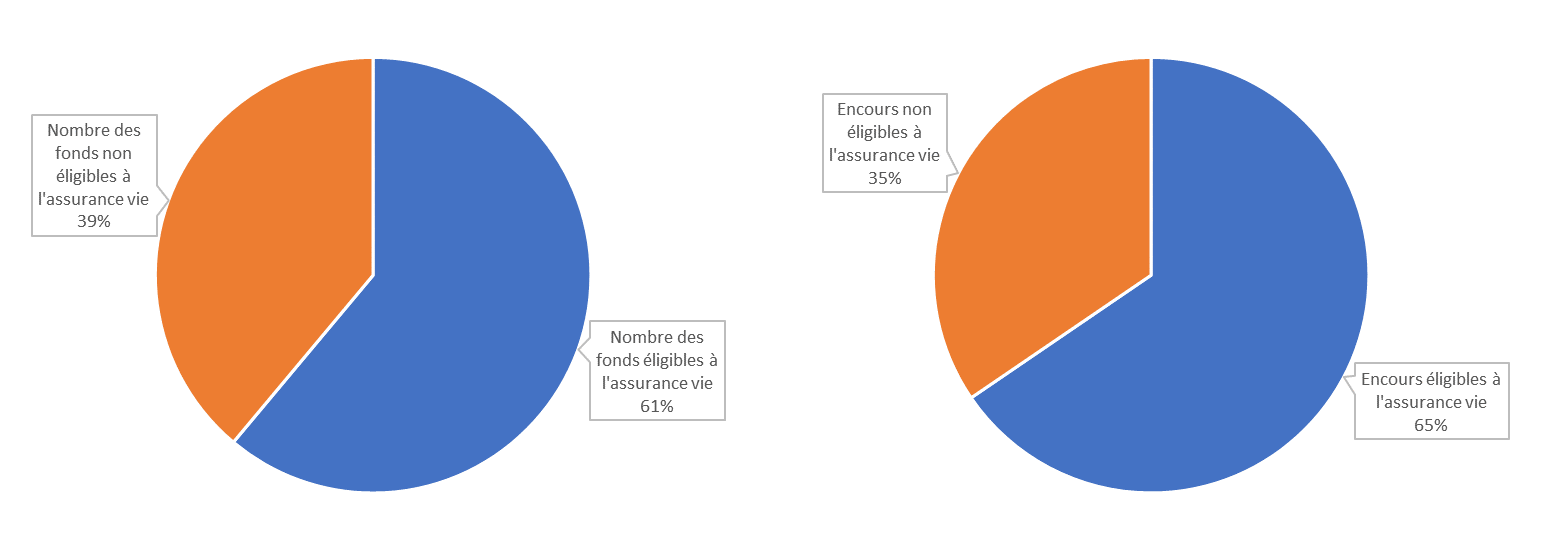 Nombre des
fonds non
éligibles à
l'assurance vie
39%
Nombre des
fonds éligibles à
l'assurance vie
61%
Encours non
éligibles à
l'assurance vie
35%
Encours éligibles à
l'assurance vie
65%